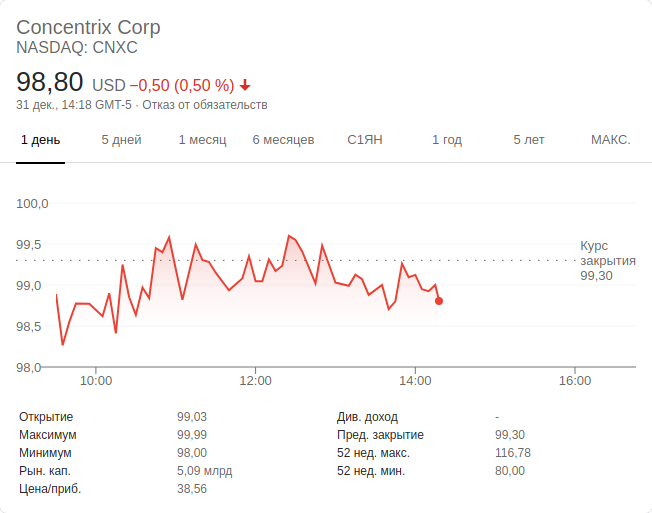 Concentrix Corp
NASDAQ: CNXC
98,80 USD −0,50 (0,50 %)
31 дек., 14:18 GMT-5 · Отказ от обязательств
1 день 5 дней 1 месяц 6 месяцев С1ЯН 1 год 5 лет МАКС.
100,0
99,5
99,0
98,5
98,0
Курс
закрытия
99,30
10:00 12:00 14:00 16:00
Открытие 99,03 Див. доход -
Максимум 99,99 Пред. закрытие 99,30
Минимум 98,00 52 нед. макс. 116,78
Рын. кап. 5,09 млрд 52 нед. мин. 80,00
Цена/приб. 38,56